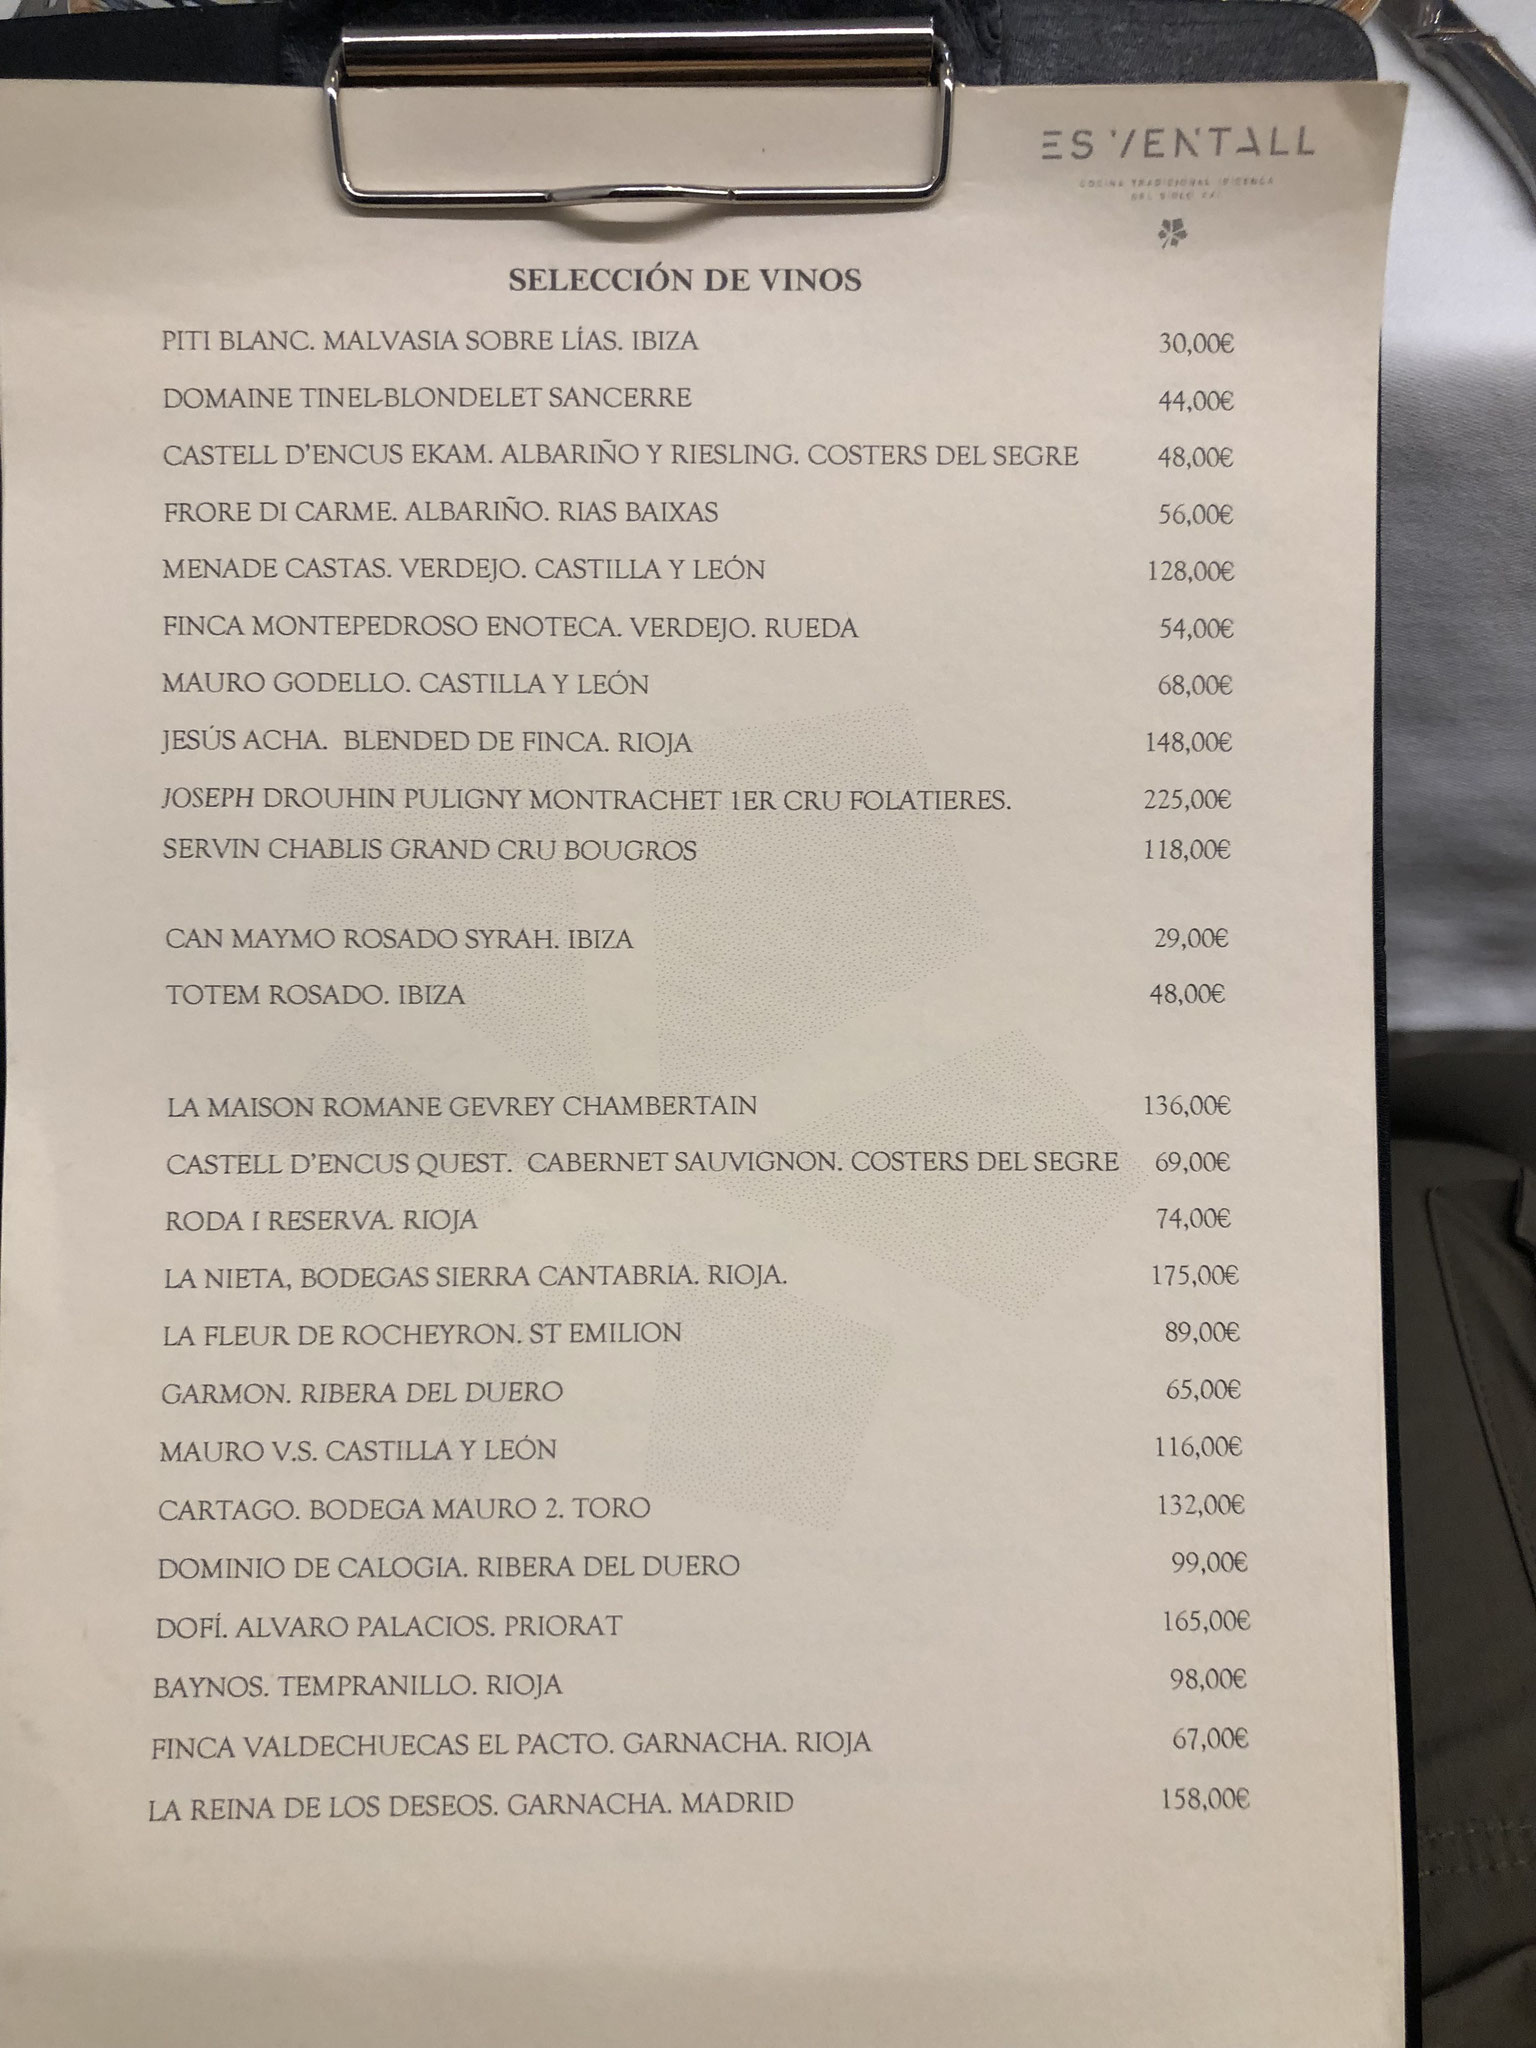 ES VENTALL
COCINA TRADICIONAL IBICENCA
DEL SIGLO XXI
SELECCIÓN DE VINOS
PITI BLANC. MALVASIA SOBRE LÍAS. IBIZA 30,00€
DOMAINE TINEL-BLONDELET SANCERRE 44,00€
CASTELL D'ENCUS EKAM. ALBARIÑO Y RIESLING. COSTERS DEL SEGRE 48,00€
FRORE DI CARME. ALBARIÑO. RIAS BAIXAS 56,00€
MENADE CASTAS. VERDEJO. CASTILLA Y LEÓN 128,00€
FINCA MONTEPEDROSO ENOTECA. VERDEJO. RUEDA 54,00€
MAURO GODELLO. CASTILLA Y LEÓN 68,00€
JESÚS ACHA. BLENDED DE FINCA. RIOJA 148,00€
JOSEPH DROUHIN PULIGNY MONTRACHET 1ER CRU FOLATIERES. 225,00€
SERVIN CHABLIS GRAND CRU BOUGROS 118,00€
CAN MAYMO ROSADO SYRAH. IBIZA 29,00€
TOTEM ROSADO. IBIZA 48,00€
LA MAISON ROMANE GEVREY CHAMBERTAIN 136,00€
CASTELL D'ENCUS QUEST. CABERNET SAUVIGNON. COSTERS DEL SEGRE 69,00€
RODA I RESERVA. RIOJA 74,00€
LA NIETA, BODEGAS SIERRA CANTABRIA. RIOJA. 175,00€
LA FLEUR DE ROCHEYRON. ST EMILION 89,00€
GARMON. RIBERA DEL DUERO 65,00€
MAURO V.S. CASTILLA Y LEÓN 116,00€
CARTAGO. BODEGA MAURO 2. TORO 132,00€
DOMINIO DE CALOGIA. RIBERA DEL DUERO 99,00€
DOFÍ. ALVARO PALACIOS. PRIORAT 165,00€
BAYNOS. TEMPRANILLO. RIOJA 98,00€
FINCA VALDECHUECAS EL PACTO. GARNACHA. RIOJA 67,00€
LA REINA DE LOS DESEOS. GARNACHA. MADRID 158,00€